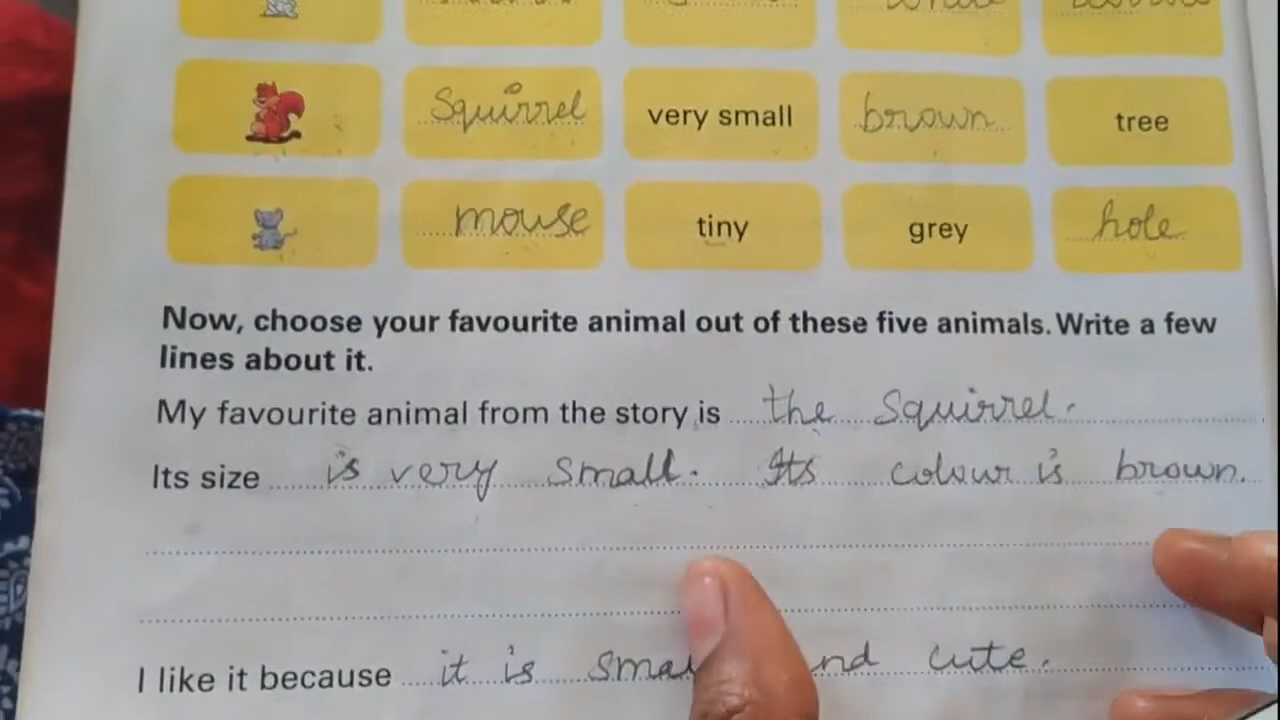 Squirrel very small brown tree
mouse tiny grey hole
Now, choose your favourite animal out of these five animals. Write a few
lines about it.
My favourite animal from the story is the Squirrel.
Its size is very small. Its colour is brown.
I like it because it is cute.